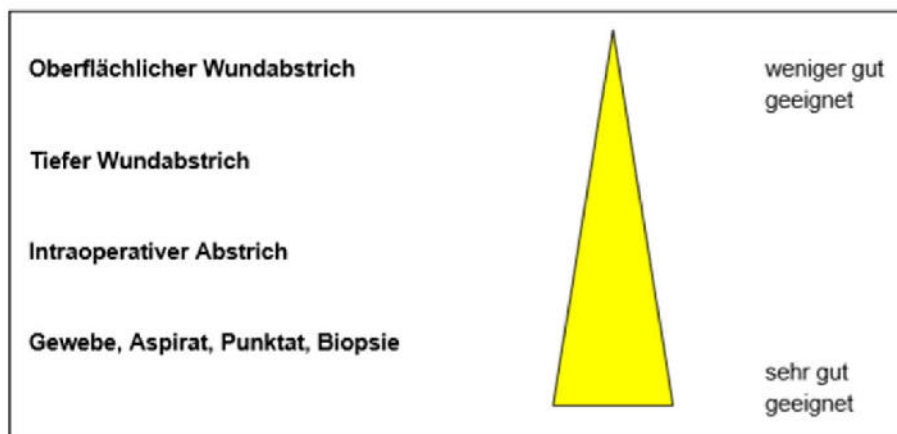 Oberflächlicher Wundabstrich
weniger gut
geeignet
Tiefer Wundabstrich
Intraoperativer Abstrich
Gewebe, Aspirat, Punktat, Biopsie
sehr gut
geeignet